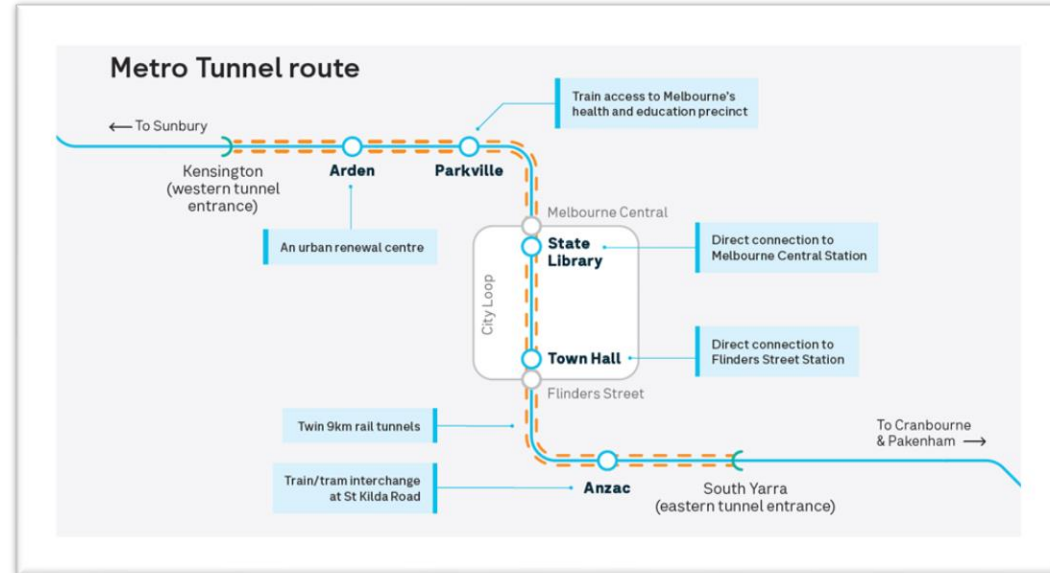 Metro Tunnel route
Train access to Melbourne's
health and education precinct
← To Sunbury
Kensington
(western tunnel
entrance)
Arden
Parkville
An urban renewal centre
Melbourne Central
State
Library
Direct connection to
Melbourne Central Station
City Loop
Town Hall
Direct connection to
Flinders Street Station
Flinders Street
Twin 9km rail tunnels
To Cranbourne
& Pakenham →
Train/tram interchange
at St Kilda Road
Anzac
South Yarra
(eastern tunnel entrance)